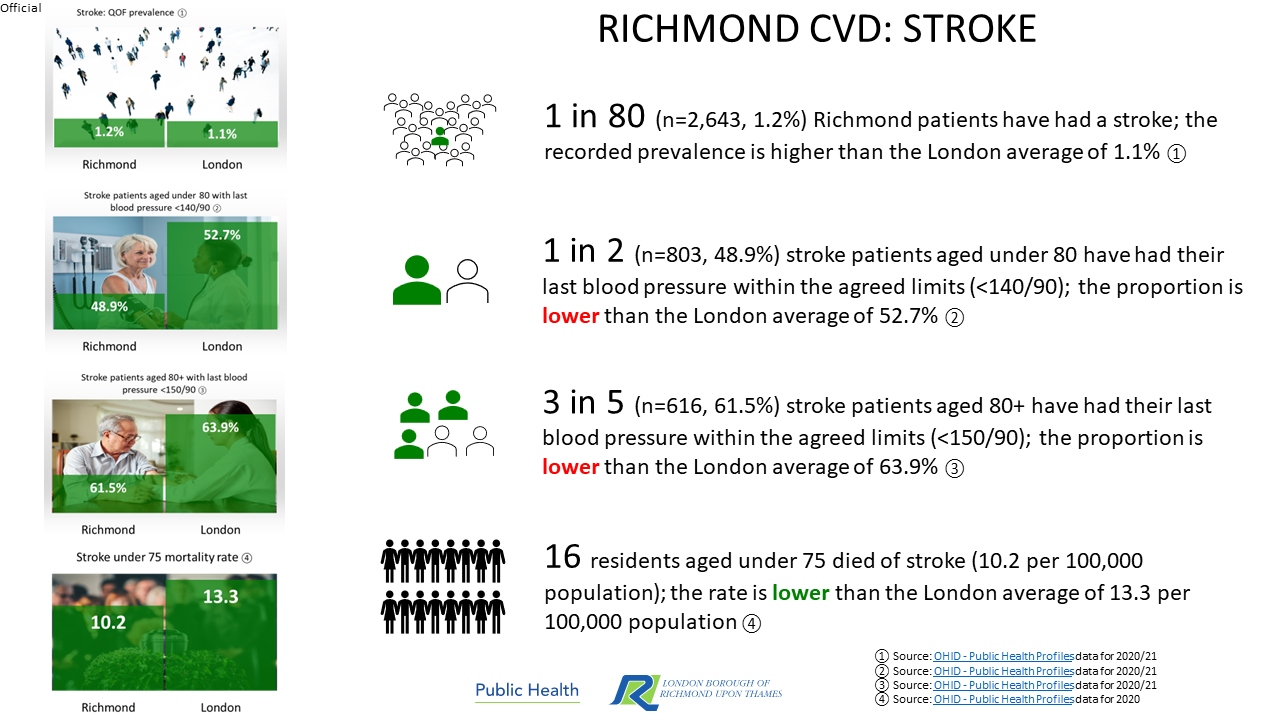 Official
Stroke: QOF prevalence ①
1.2%
1.1%
Richmond
London
Stroke patients aged under 80 with last
blood pressure <140/90 ②
52.7%
48.9%
Richmond
London
Stroke patients aged 80+ with last blood
pressure <150/90 ③
63.9%
61.5%
Richmond
London
Stroke under 75 mortality rate ④
13.3
10.2
Richmond
London
RICHMOND CVD: STROKE
1 in 80 (n=2,643, 1.2%) Richmond patients have had a stroke; the
recorded prevalence is higher than the London average of 1.1% ①
1 in 2 (n=803, 48.9%) stroke patients aged under 80 have had their
last blood pressure within the agreed limits (<140/90); the proportion is
lower than the London average of 52.7% ②
3 in 5 (n=616, 61.5%) stroke patients aged 80+ have had their last
blood pressure within the agreed limits (<150/90); the proportion is
lower than the London average of 63.9% ③
16 residents aged under 75 died of stroke (10.2 per 100,000
population); the rate is lower than the London average of 13.3 per
100,000 population ④
① Source: OHID - Public Health Profiles data for 2020/21
② Source: OHID - Public Health Profiles data for 2020/21
③ Source: OHID - Public Health Profiles data for 2020/21
④ Source: OHID - Public Health Profiles data for 2020
Public Health
LONDON BOROUGH OF
RICHMOND UPON THAMES